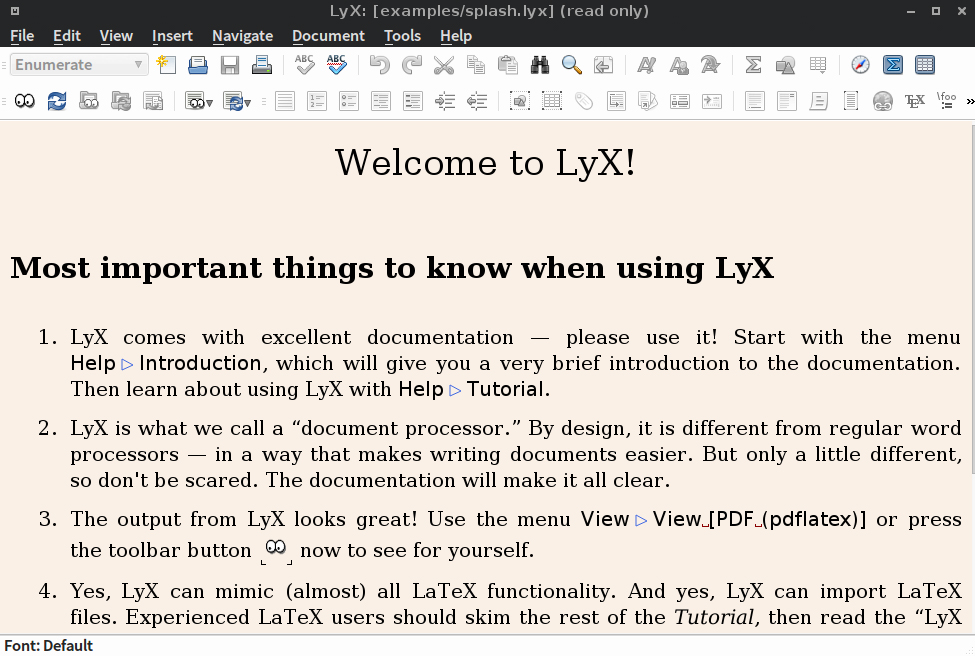 LyX: [examples/splash.lyx] (read only)
File Edit View Insert Navigate Document Tools Help
Enumerate ABC ABC
TEX \foo »
Welcome to LyX!
Most important things to know when using LyX
1. LyX comes with excellent documentation — please use it! Start with the menu
Help ▷ Introduction, which will give you a very brief introduction to the documentation.
Then learn about using LyX with Help ▷ Tutorial.
2. LyX is what we call a “document processor.” By design, it is different from regular word
processors — in a way that makes writing documents easier. But only a little different,
so don't be scared. The documentation will make it all clear.
3. The output from LyX looks great! Use the menu View ▷ View␣[PDF␣(pdflatex)] or press
the toolbar button now to see for yourself.
4. Yes, LyX can mimic (almost) all LaTeX functionality. And yes, LyX can import LaTeX
files. Experienced LaTeX users should skim the rest of the Tutorial, then read the “LyX
Font: Default